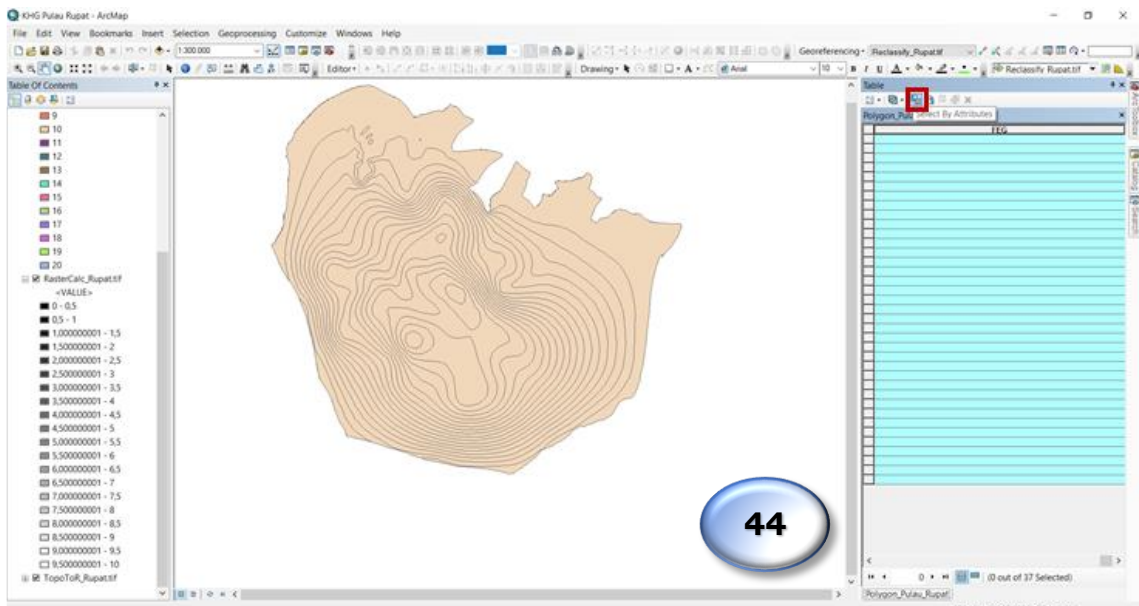 KHG Pulau Rupat - ArcMap
File Edit View Bookmarks Insert Selection Geoprocessing Customize Windows Help
1:300.000
Georeferencing
Reclassify_Rupat.tif
Editor
Drawing
A
Arial
10
B I U A
Reclassify Rupat.tif
Table Of Contents
9
10
11
12
13
14
15
16
17
18
19
20
RasterCalc_Rupat.tif
<VALUE>
0 - 0,5
0,5 - 1
1,000000001 - 1,5
1,500000001 - 2
2,000000001 - 2,5
2,500000001 - 3
3,000000001 - 3,5
3,500000001 - 4
4,000000001 - 4,5
4,500000001 - 5
5,000000001 - 5,5
5,500000001 - 6
6,000000001 - 6,5
6,500000001 - 7
7,000000001 - 7,5
7,500000001 - 8
8,000000001 - 8,5
8,500000001 - 9
9,000000001 - 9,5
9,500000001 - 10
TopoToR_Rupat.tif
44
Table
Select By Attributes
FEG
0
(0 out of 37 Selected)
Polygon_Pulau_Rupat
ArcToolbox
Catalog
Search